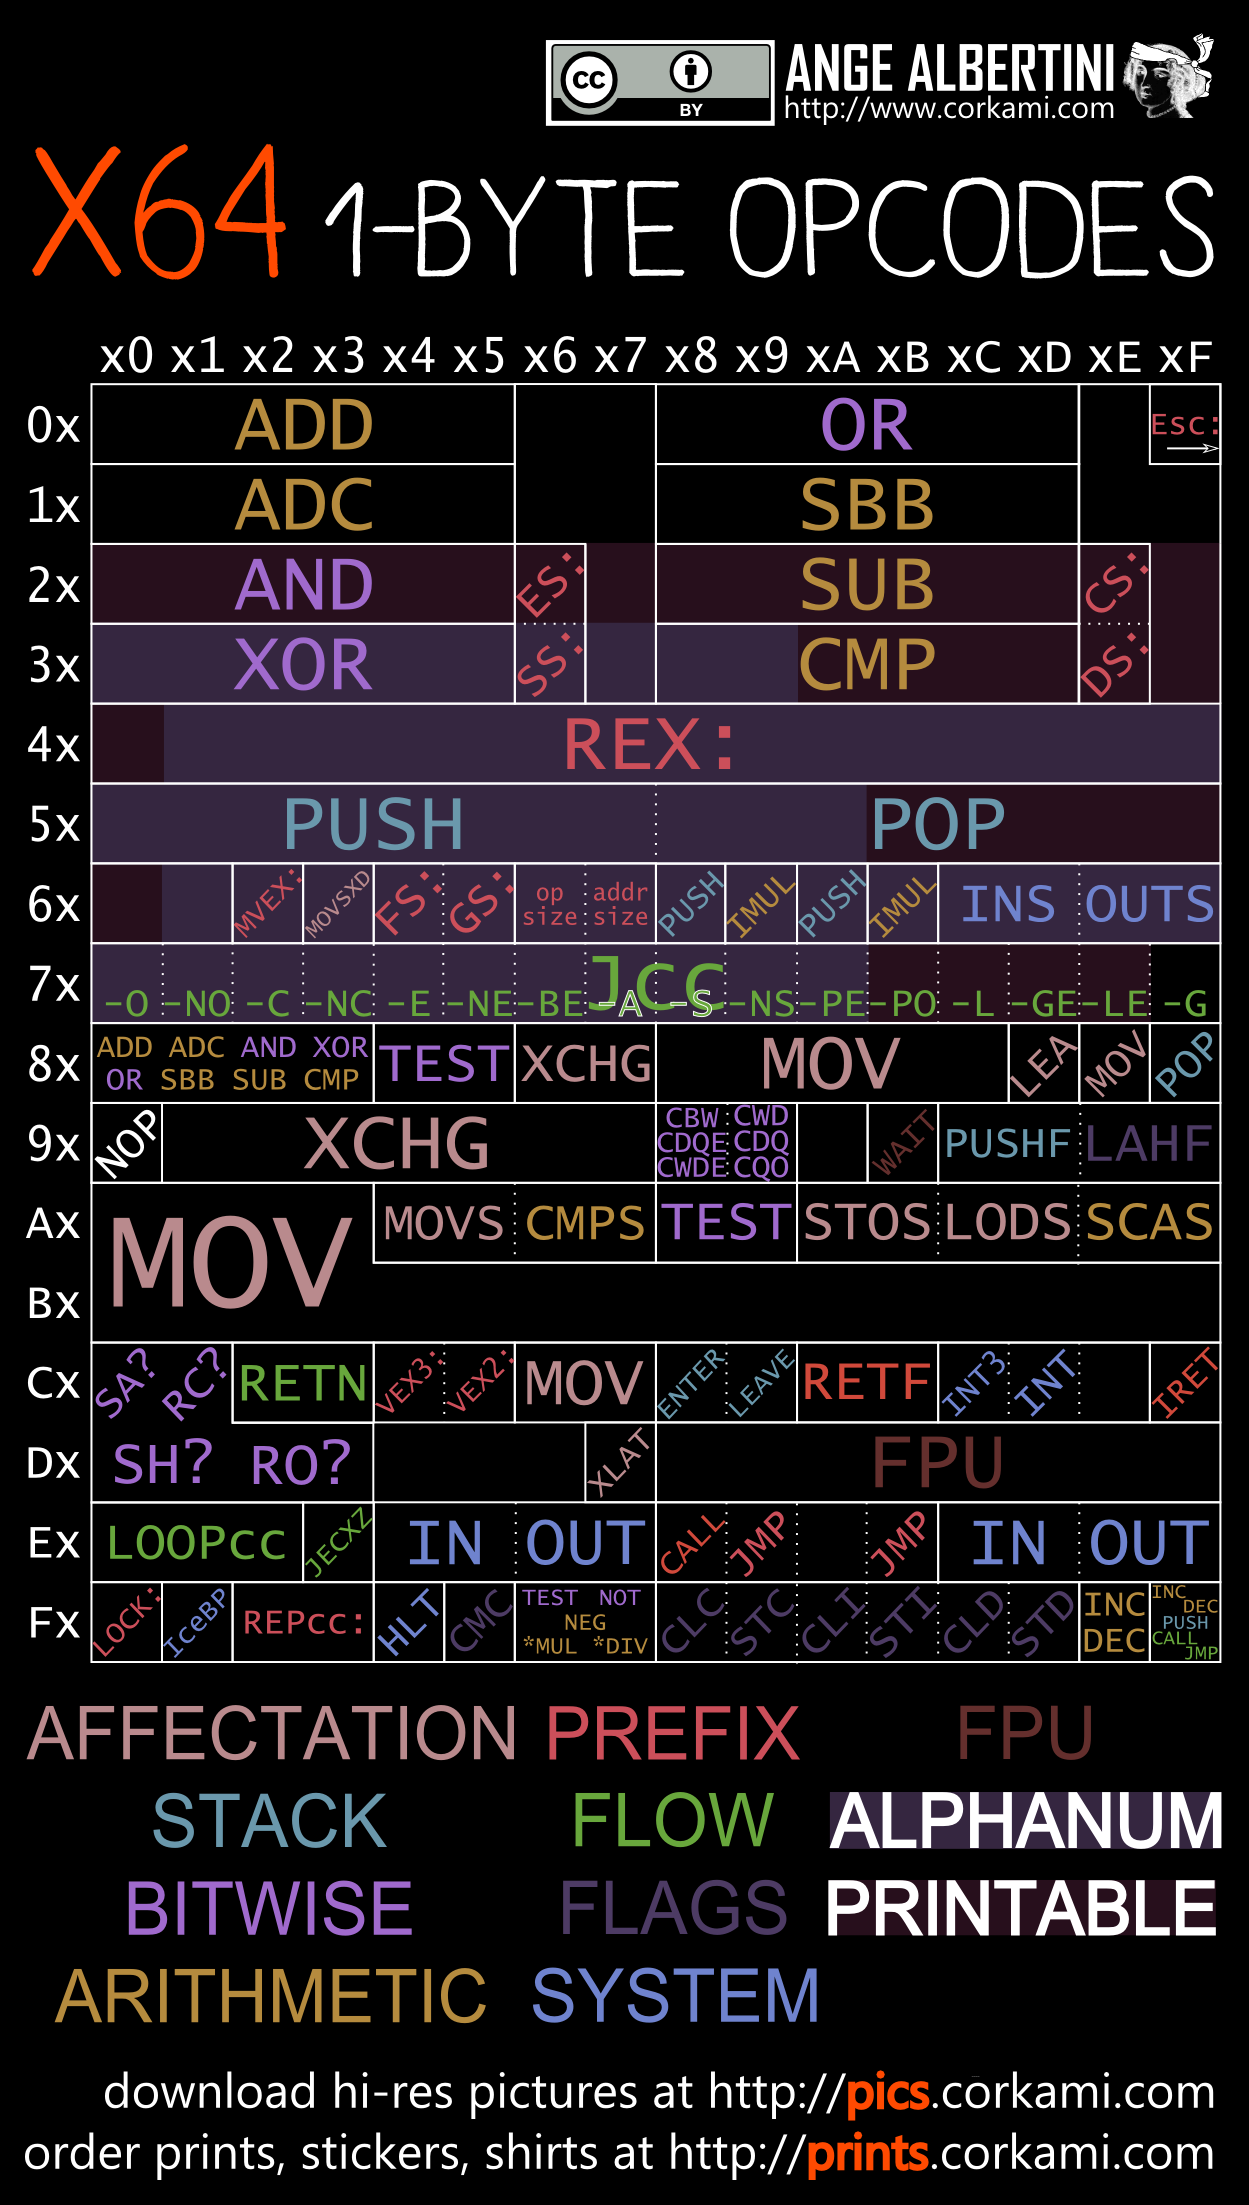 cc BY ANGE ALBERTINI
http://www.corkami.com
X64 1-BYTE OPCODES
x0 x1 x2 x3 x4 x5 x6 x7 x8 x9 xA xB xC xD xE xF
0x ADD OR Esc:
1x ADC SBB
2x AND ES: SUB CS:
3x XOR SS: CMP DS:
4x REX:
5x PUSH POP
6x MVEX: MOVSXD FS: GS: op size addr size PUSH IMUL PUSH IMUL INS OUTS
7x Jcc -O -NO -C -NC -E -NE -BE -A -S -NS -PE -PO -L -GE -LE -G
8x ADD ADC AND XOR OR SBB SUB CMP TEST XCHG MOV LEA MOV POP
9x NOP XCHG CBW CDQE CWDE CWD CDQ CQO WAIT PUSHF LAHF
Ax MOV MOVS CMPS TEST STOS LODS SCAS
Bx
Cx SA? RC? RETN VEX3: VEX2: MOV ENTER LEAVE RETF INT3 INT IRET
Dx SH? RO? XLAT FPU
Ex LOOPcc JECXZ IN OUT CALL JMP JMP IN OUT
Fx LOCK: IceBP REPcc: HLT CMC TEST NOT NEG *MUL *DIV CLC STC CLI STI CLD STD INC DEC INC DEC PUSH CALL JMP
AFFECTATION PREFIX FPU
STACK FLOW ALPHANUM
BITWISE FLAGS PRINTABLE
ARITHMETIC SYSTEM
download hi-res pictures at http://pics.corkami.com
order prints, stickers, shirts at http://prints.corkami.com